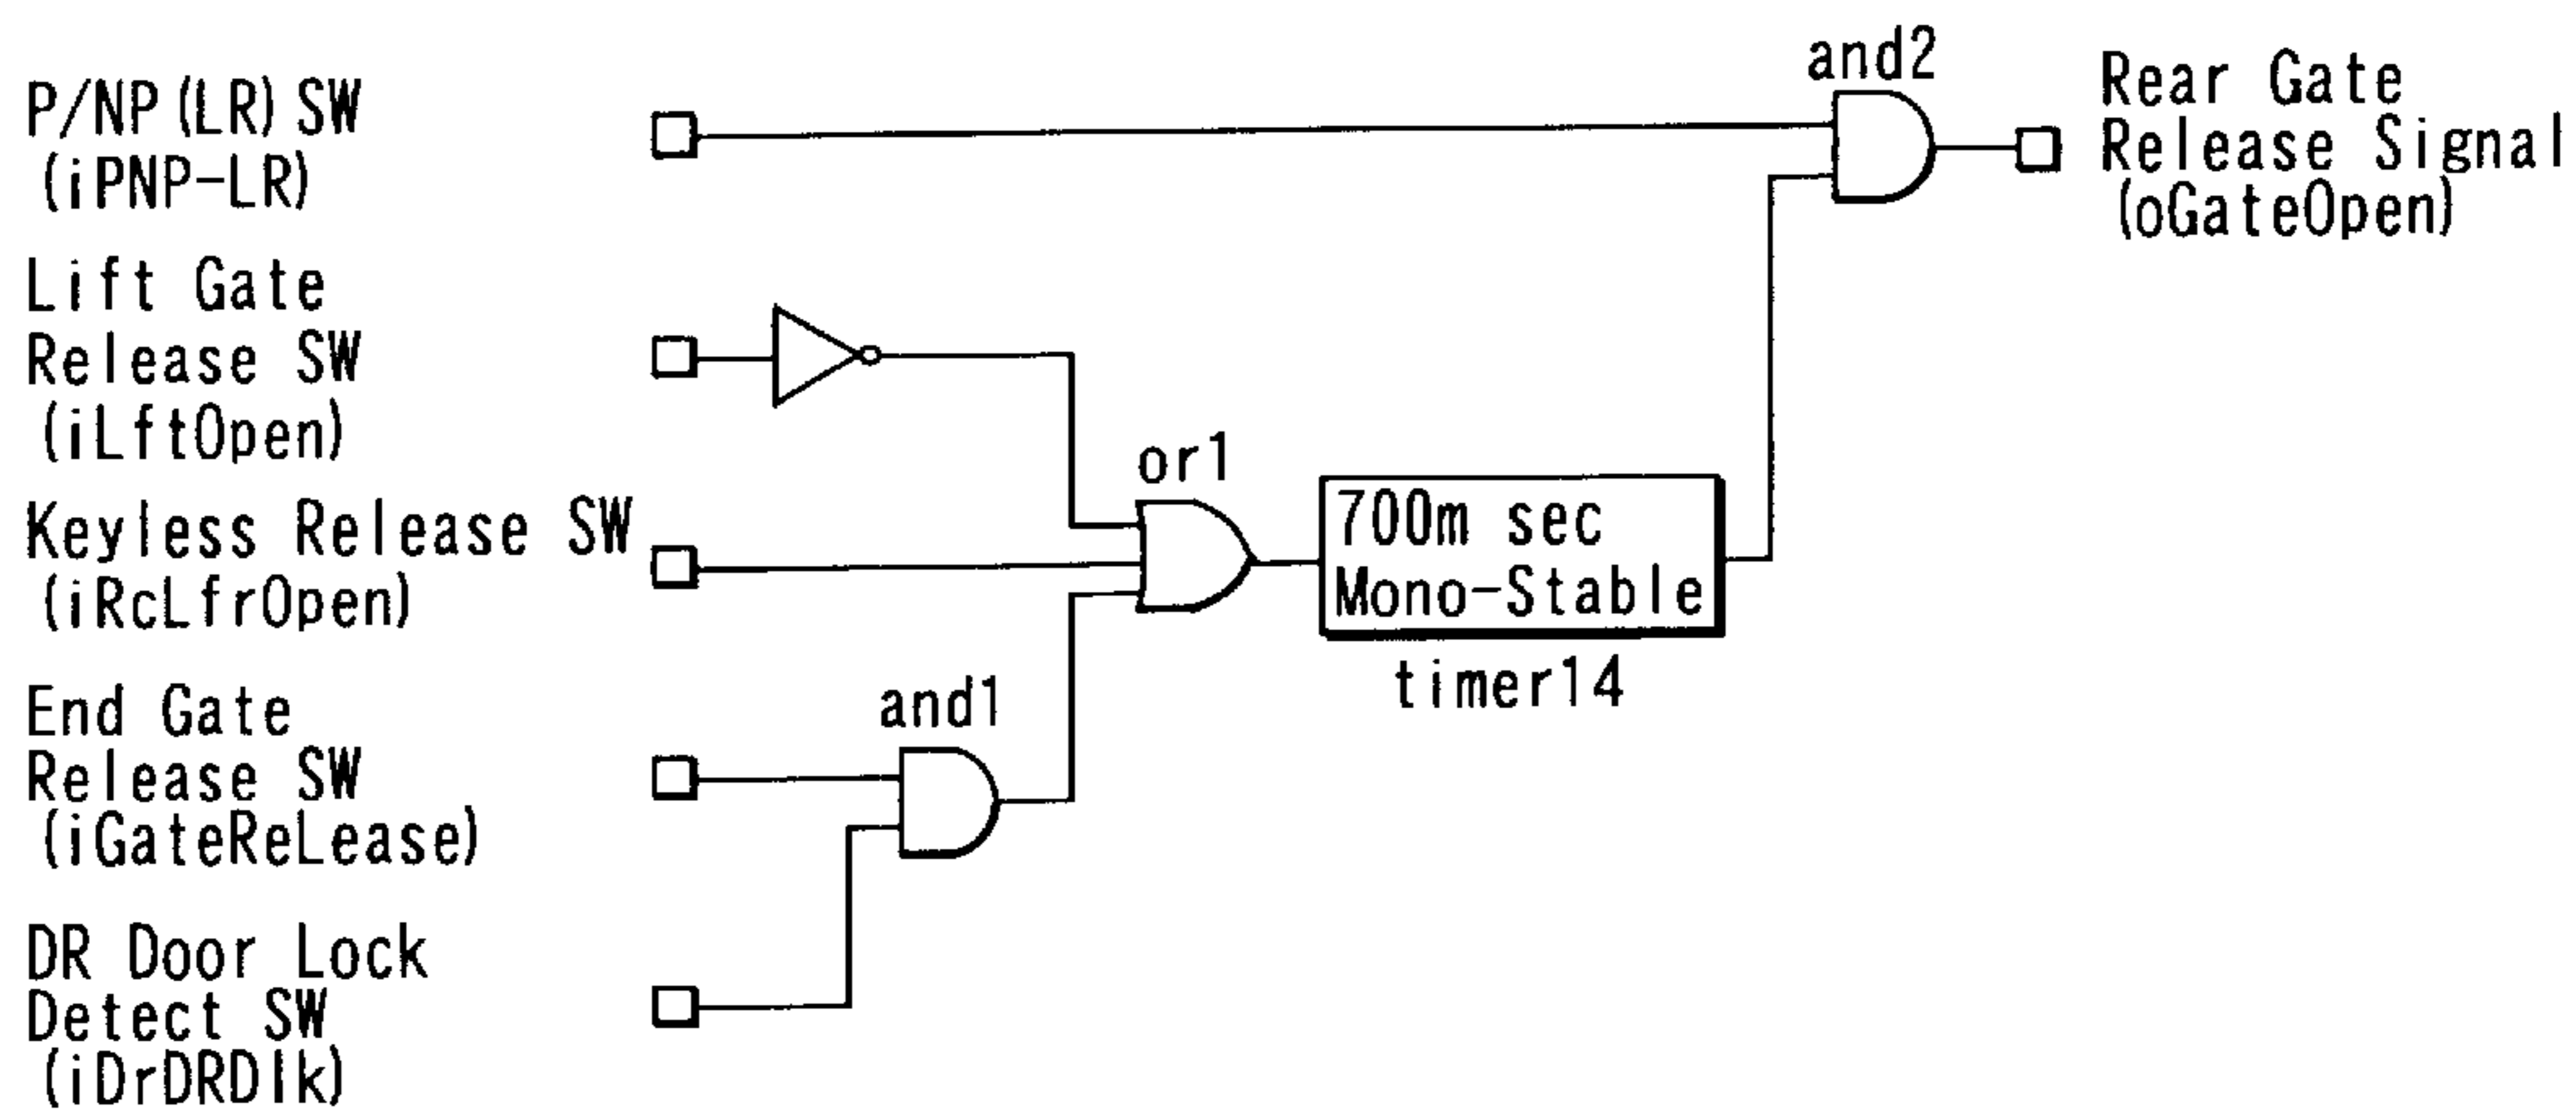 P/NP(LR)SW
(iPNP-LR)
and2
Rear Gate
Release Signal
(oGateOpen)
Lift Gate
Release SW
(iLftOpen)
or1
Keyless Release SW
(iRcLfrOpen)
700m sec
Mono-Stable
timer14
End Gate
Release SW
(iGateReLease)
and1
DR Door Lock
Detect SW
(iDrDRDlk)